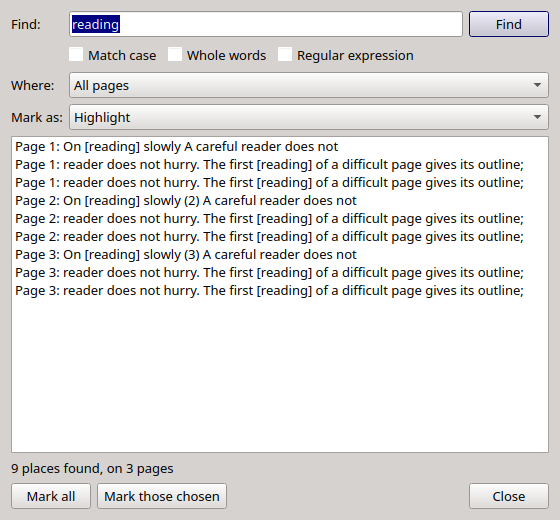 Find: reading Find
Match case Whole words Regular expression
Where: All pages
Mark as: Highlight
Page 1: On [reading] slowly A careful reader does not
Page 1: reader does not hurry. The first [reading] of a difficult page gives its outline;
Page 1: reader does not hurry. The first [reading] of a difficult page gives its outline;
Page 2: On [reading] slowly (2) A careful reader does not
Page 2: reader does not hurry. The first [reading] of a difficult page gives its outline;
Page 2: reader does not hurry. The first [reading] of a difficult page gives its outline;
Page 3: On [reading] slowly (3) A careful reader does not
Page 3: reader does not hurry. The first [reading] of a difficult page gives its outline;
Page 3: reader does not hurry. The first [reading] of a difficult page gives its outline;
9 places found, on 3 pages
Mark all Mark those chosen Close